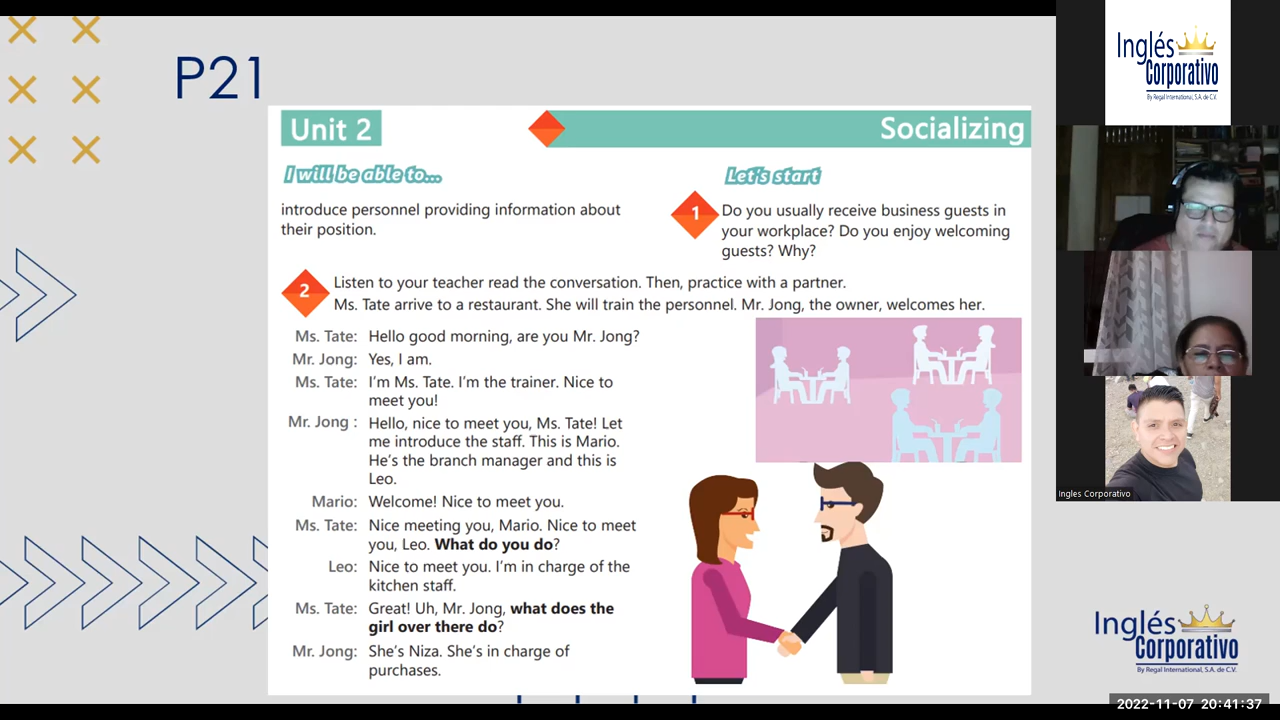 P21
Unit 2
Socializing
I will be able to...
introduce personnel providing information about
their position.
Let's start
1
Do you usually receive business guests in
your workplace? Do you enjoy welcoming
guests? Why?
2
Listen to your teacher read the conversation. Then, practice with a partner.
Ms. Tate arrive to a restaurant. She will train the personnel. Mr. Jong, the owner, welcomes her.
Ms. Tate: Hello good morning, are you Mr. Jong?
Mr. Jong: Yes, I am.
Ms. Tate: I'm Ms. Tate. I'm the trainer. Nice to
meet you!
Mr. Jong : Hello, nice to meet you, Ms. Tate! Let
me introduce the staff. This is Mario.
He's the branch manager and this is
Leo.
Mario: Welcome! Nice to meet you.
Ms. Tate: Nice meeting you, Mario. Nice to meet
you, Leo. What do you do?
Leo: Nice to meet you. I'm in charge of the
kitchen staff.
Ms. Tate: Great! Uh, Mr. Jong, what does the
girl over there do?
Mr. Jong: She's Niza. She's in charge of
purchases.
Inglés
Corporativo
By Regal International, S.A. de C.V.
Ingles Corporativo
Inglés
Corporativo
By Regal International, S.A. de C.V.
2022-11-07 20:41:37